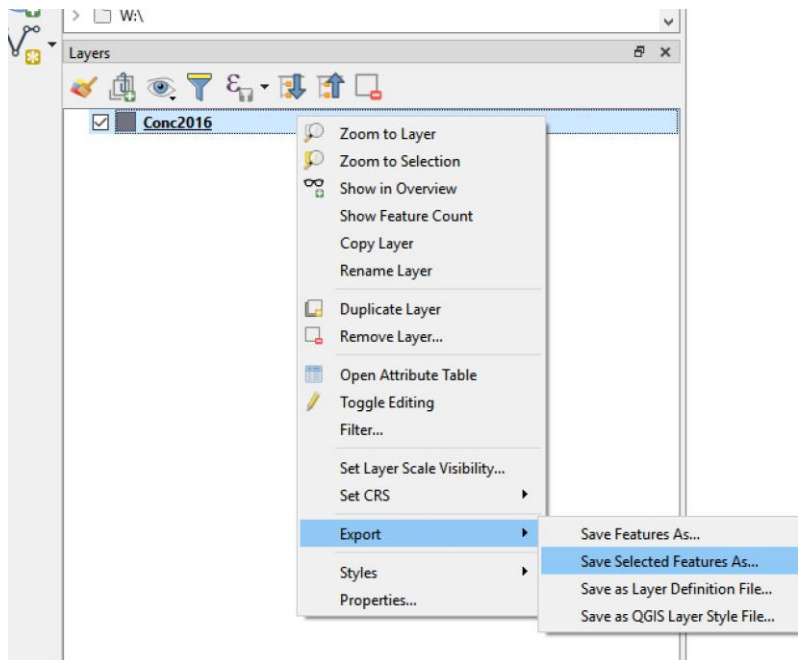 W:\
Layers
Conc2016
Zoom to Layer
Zoom to Selection
Show in Overview
Show Feature Count
Copy Layer
Rename Layer
Duplicate Layer
Remove Layer...
Open Attribute Table
Toggle Editing
Filter...
Set Layer Scale Visibility...
Set CRS
Export
Save Features As...
Save Selected Features As...
Save as Layer Definition File...
Save as QGIS Layer Style File...
Styles
Properties...